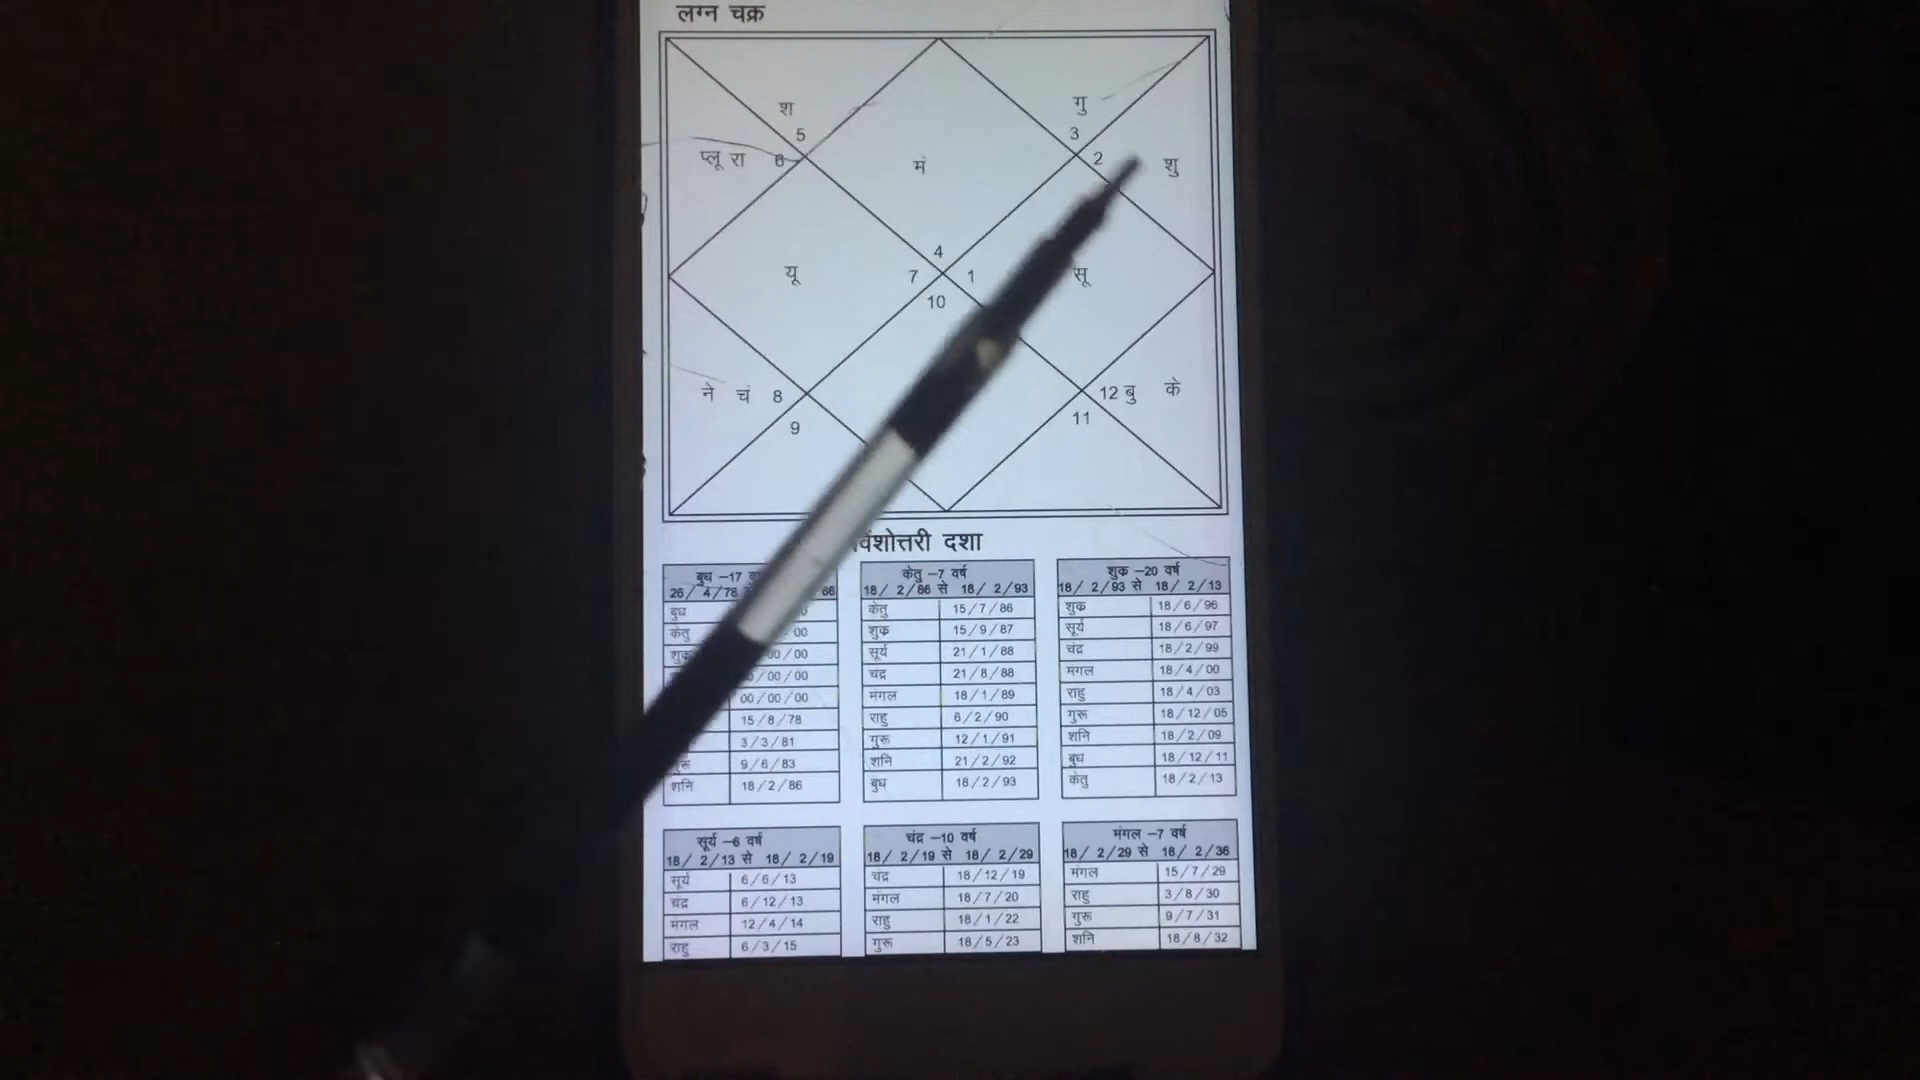 लग्न चक्र
श
गु
5
3
प्लू रा 6
मं
2
शु
4
यू
7
1
सू
10
ने चं 8
12 बु के
9
11
विंशोत्तरी दशा
बुध –17
26/ 4/78
बुध
केतु 00
शुक्र 00/00
00/00
00/00/00
15/8/78
3/3/81
गुरू 9/6/83
शनि 18/2/86
केतु –7 वर्ष
18/ 2/86 से 18/ 2/93
केतु 15/7/86
शुक्र 15/9/87
सूर्य 21/1/88
चंद्र 21/8/88
मंगल 18/1/89
राहु 6/2/90
गुरू 12/1/91
शनि 21/2/92
बुध 18/2/93
शुक्र –20 वर्ष
18/ 2/93 से 18/ 2/13
शुक्र 18/6/96
सूर्य 18/6/97
चंद्र 18/2/99
मंगल 18/4/00
राहु 18/4/03
गुरू 18/12/05
शनि 18/2/09
बुध 18/12/11
केतु 18/2/13
सूर्य –6 वर्ष
18/ 2/13 से 18/ 2/19
सूर्य 6/6/13
चंद्र 6/12/13
मंगल 12/4/14
राहु 6/3/15
चंद्र –10 वर्ष
18/ 2/19 से 18/ 2/29
चंद्र 18/12/19
मंगल 18/7/20
राहु 18/1/22
गुरू 18/5/23
मंगल –7 वर्ष
18/ 2/29 से 18/ 2/36
मंगल 15/7/29
राहु 3/8/30
गुरू 9/7/31
शनि 18/8/32